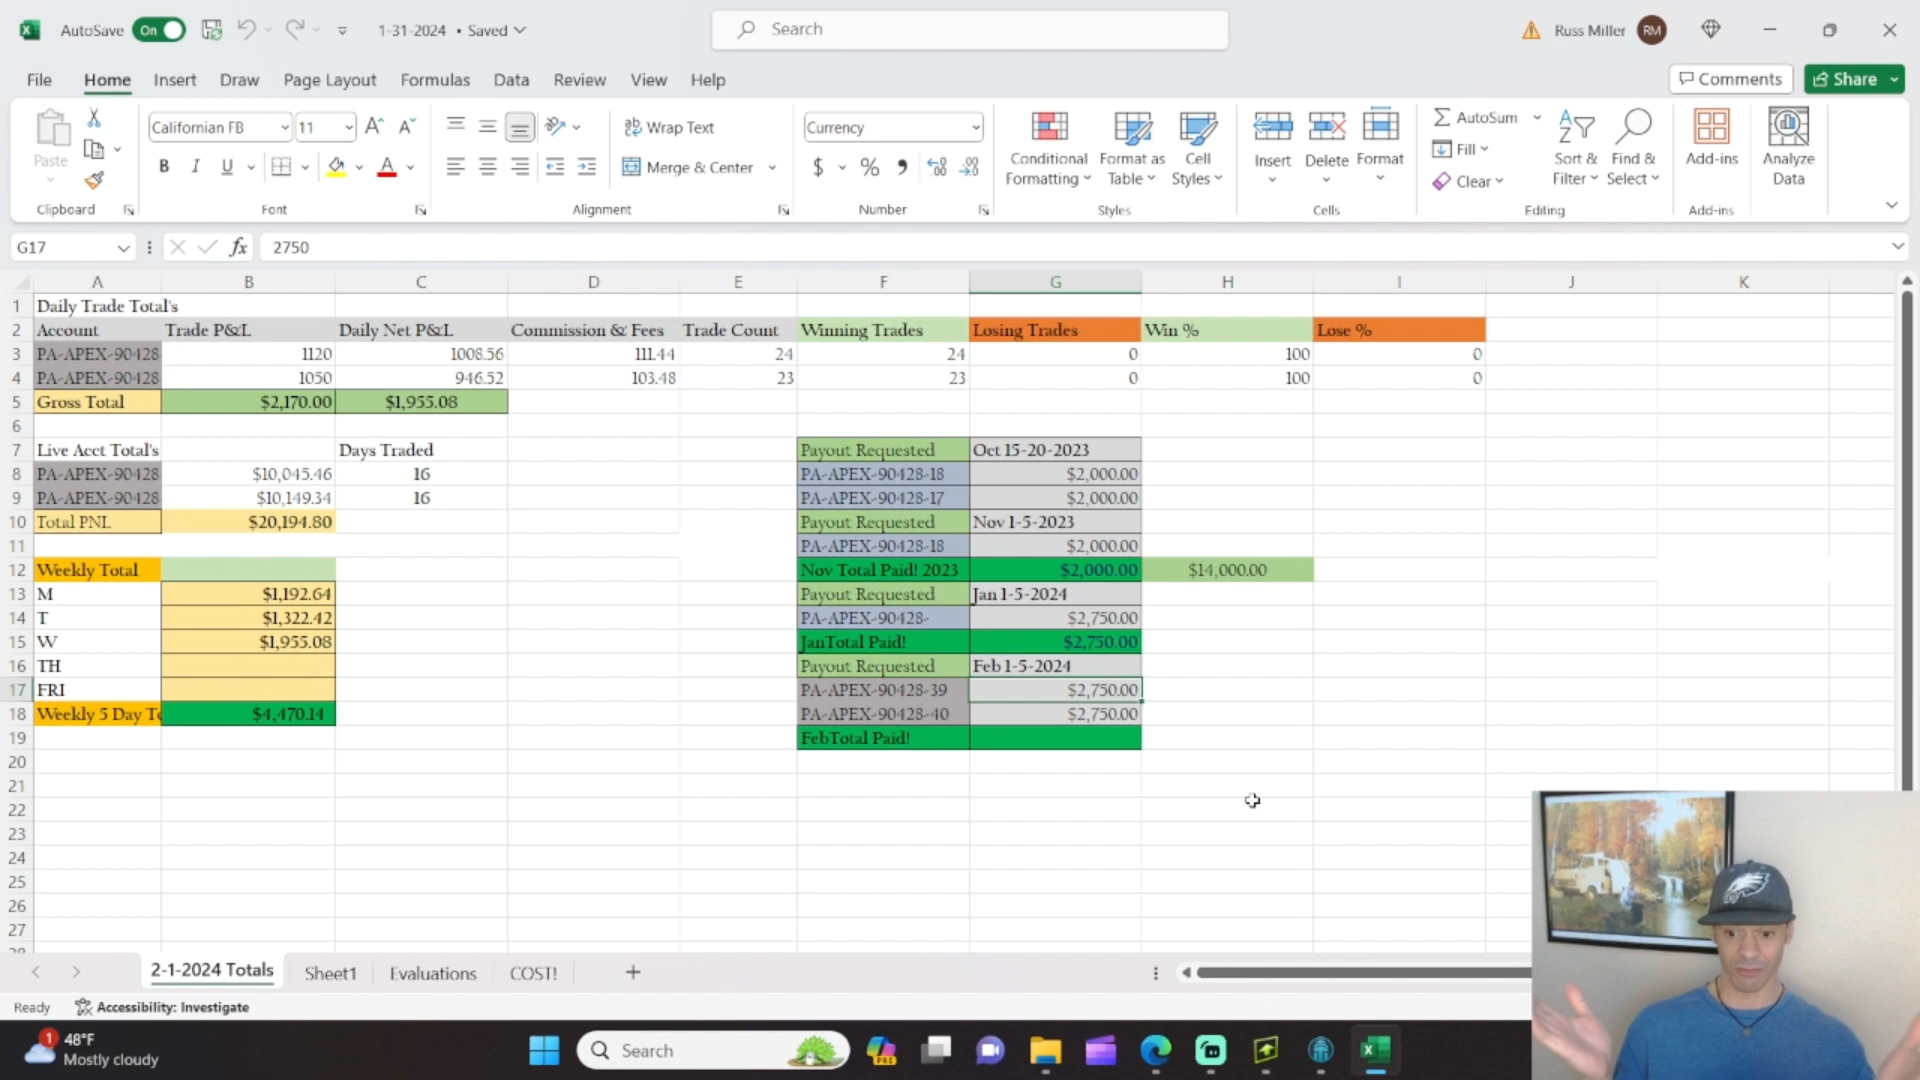 AutoSave On 1-31-2024 • Saved Search Russ Miller RM
File Home Insert Draw Page Layout Formulas Data Review View Help Comments Share
Paste Californian FB 11 Wrap Text Currency AutoSum
B I U Merge & Center $ % Conditional Formatting Format as Table Cell Styles Insert Delete Format Fill Clear Sort & Filter Find & Select Add-ins Analyze Data
Clipboard Font Alignment Number Styles Cells Editing Add-ins
G17 fx 2750
A B C D E F G H I J K
1 Daily Trade Total's
2 Account Trade P&L Daily Net P&L Commission & Fees Trade Count Winning Trades Losing Trades Win % Lose %
3 PA-APEX-90428 1120 1008.56 111.44 24 24 0 100 0
4 PA-APEX-90428 1050 946.52 103.48 23 23 0 100 0
5 Gross Total $2,170.00 $1,955.08
6
7 Live Acct Total's Days Traded Payout Requested Oct 15-20-2023
8 PA-APEX-90428 $10,045.46 16 PA-APEX-90428-18 $2,000.00
9 PA-APEX-90428 $10,149.34 16 PA-APEX-90428-17 $2,000.00
10 Total PNL $20,194.80 Payout Requested Nov 1-5-2023
11 PA-APEX-90428-18 $2,000.00
12 Weekly Total Nov Total Paid! 2023 $2,000.00 $14,000.00
13 M $1,192.64 Payout Requested Jan 1-5-2024
14 T $1,322.42 PA-APEX-90428- $2,750.00
15 W $1,955.08 JanTotal Paid! $2,750.00
16 TH Payout Requested Feb 1-5-2024
17 FRI PA-APEX-90428-39 $2,750.00
18 Weekly 5 Day $4,470.14 PA-APEX-90428-40 $2,750.00
19 FebTotal Paid!
20
21
22
23
24
25
26
27
2-1-2024 Totals Sheet1 Evaluations COST!
Ready Accessibility: Investigate
1 48°F
Mostly cloudy
Search
PRE